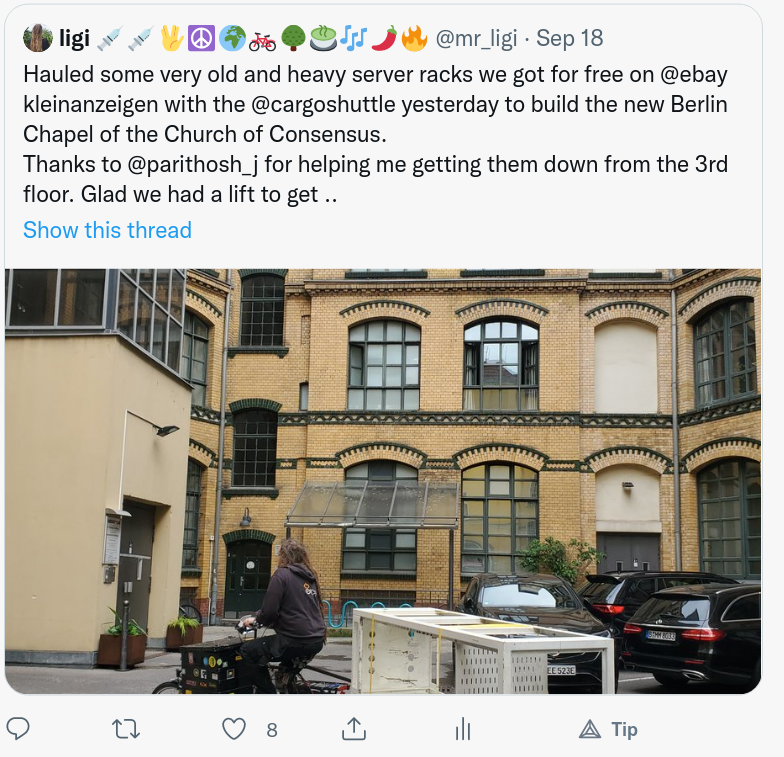 ligi @mr_ligi · Sep 18
Hauled some very old and heavy server racks we got for free on @ebay
kleinanzeigen with the @cargoshuttle yesterday to build the new Berlin
Chapel of the Church of Consensus.
Thanks to @parithosh_j for helping me getting them down from the 3rd
floor. Glad we had a lift to get ..
Show this thread
EE 523E
8
Tip